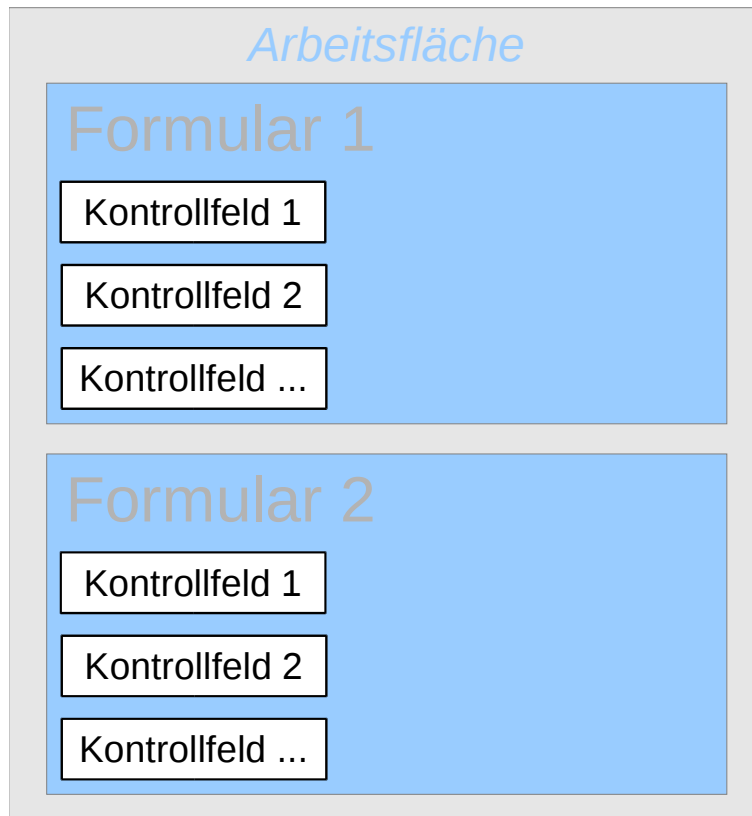 Arbeitsfläche
Formular 1
Kontrollfeld 1
Kontrollfeld 2
Kontrollfeld ...
Formular 2
Kontrollfeld 1
Kontrollfeld 2
Kontrollfeld ...